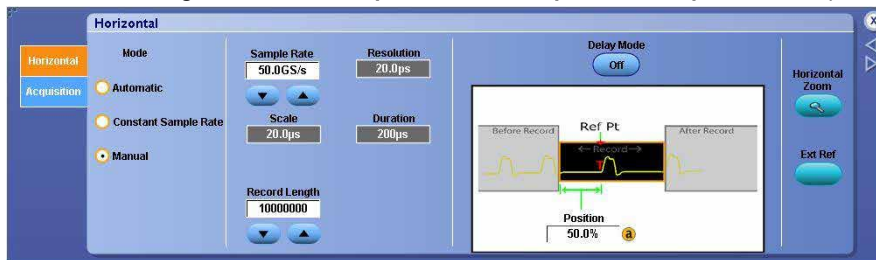 Horizontal
X
Horizontal
Acquisition
Mode
Automatic
Constant Sample Rate
Manual
Sample Rate
50.0GS/s
Resolution
20.0ps
Scale
20.0µs
Duration
200µs
Record Length
10000000
Delay Mode
Off
Before Record
Ref Pt
After Record
←Record→
T
Position
50.0%
a
Horizontal
Zoom
Ext Ref